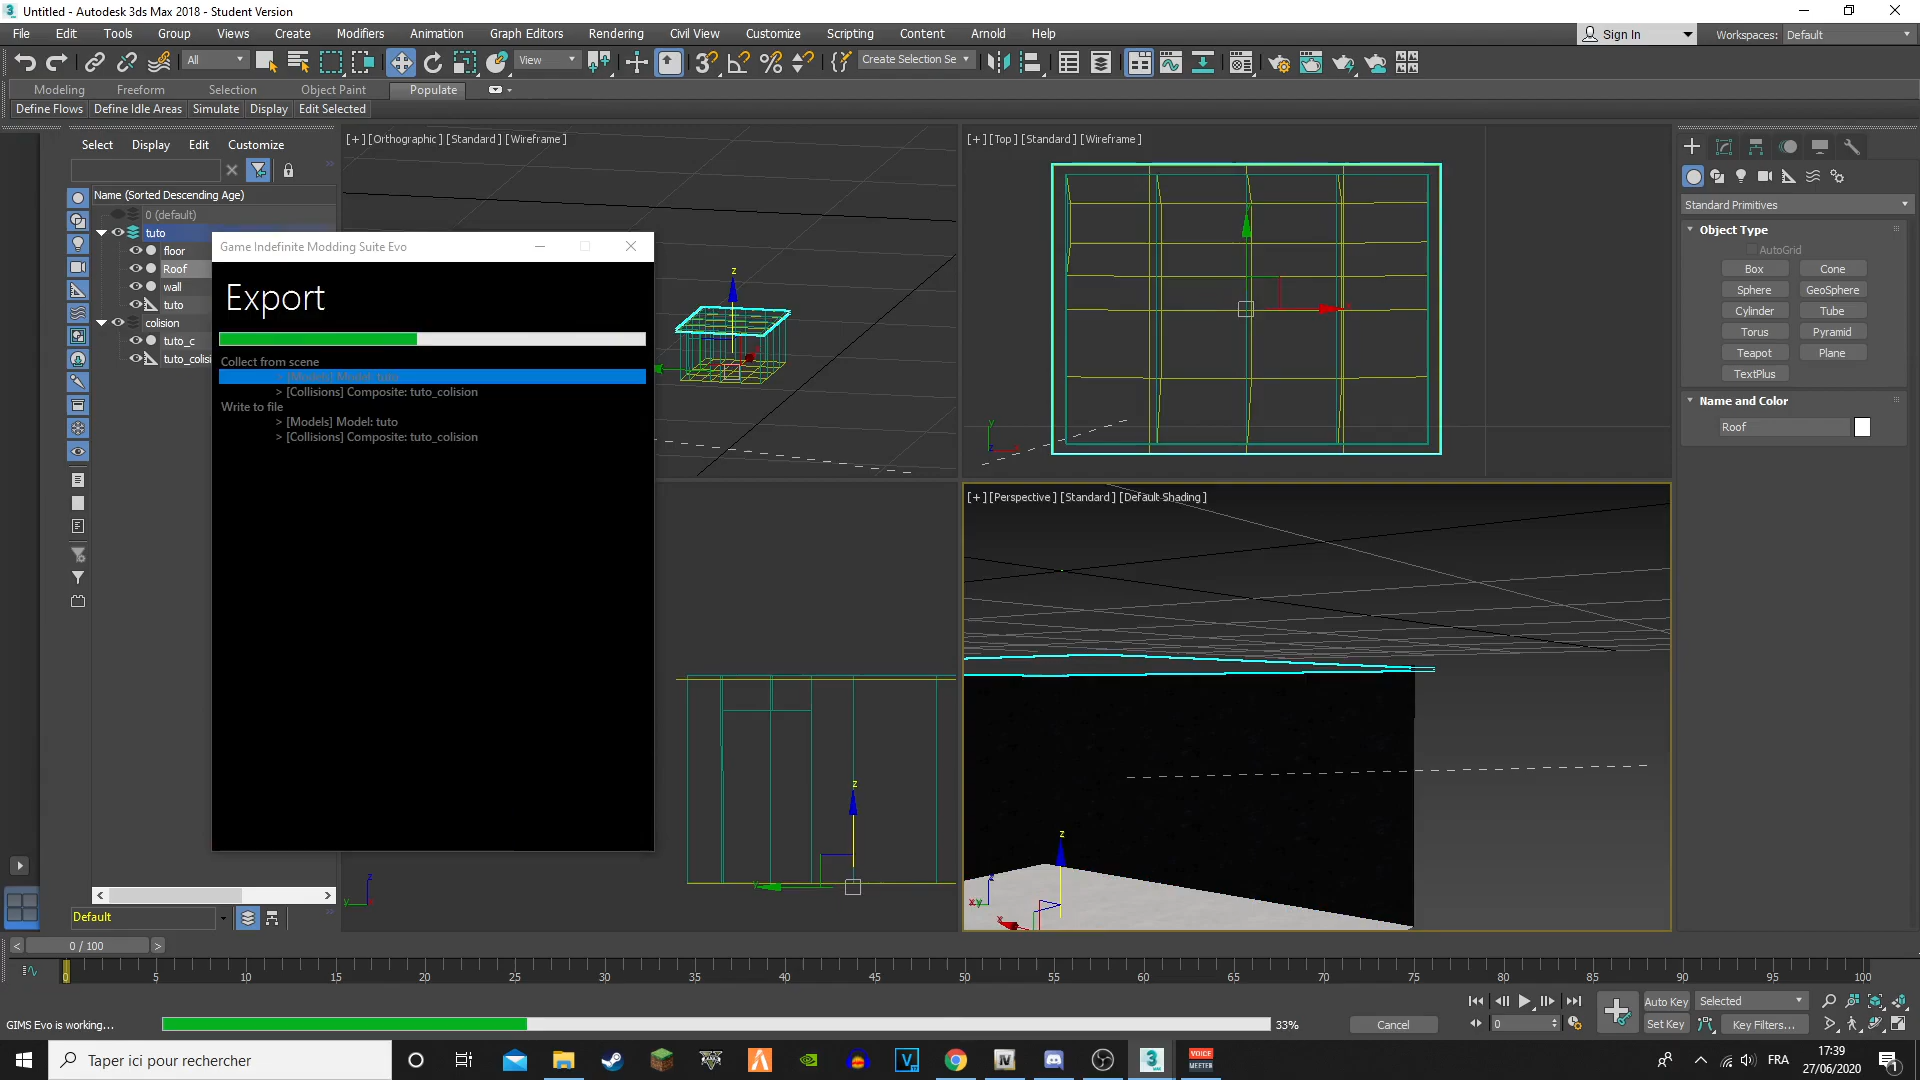 Untitled - Autodesk 3ds Max 2018 - Student Version
File Edit Tools Group Views Create Modifiers Animation Graph Editors Rendering Civil View Customize Scripting Content Arnold Help
Sign In
Workspaces: Default
All
View
Create Selection Se
Modeling Freeform Selection Object Paint Populate
Define Flows Define Idle Areas Simulate Display Edit Selected
Select Display Edit Customize
Name (Sorted Descending Age)
0 (default)
tuto
floor
Roof
wall
tuto
colision
tuto_c
tuto_colisi
Default
Game Indefinite Modding Suite Evo
Export
Collect from scene
> [Models] Model: tuto
> [Collisions] Composite: tuto_colision
Write to file
> [Models] Model: tuto
> [Collisions] Composite: tuto_colision
[+] [Orthographic ] [Standard ] [Wireframe ]
z
[+] [Top ] [Standard ] [Wireframe ]
y
z
z
y
[+] [Perspective ] [Standard ] [Default Shading ]
z
z
x y
x
Standard Primitives
Object Type
AutoGrid
Box Cone
Sphere GeoSphere
Cylinder Tube
Torus Pyramid
Teapot Plane
TextPlus
Name and Color
Roof
< 0 / 100 >
0 5 10 15 20 25 30 35 40 45 50 55 60 65 70 75 80 85 90 95 100
GIMS Evo is working...
33%
Cancel
0
Auto Key Selected
Set Key Key Filters...
Taper ici pour rechercher
VOICE
MEETER
FRA
17:39
27/06/2020
1